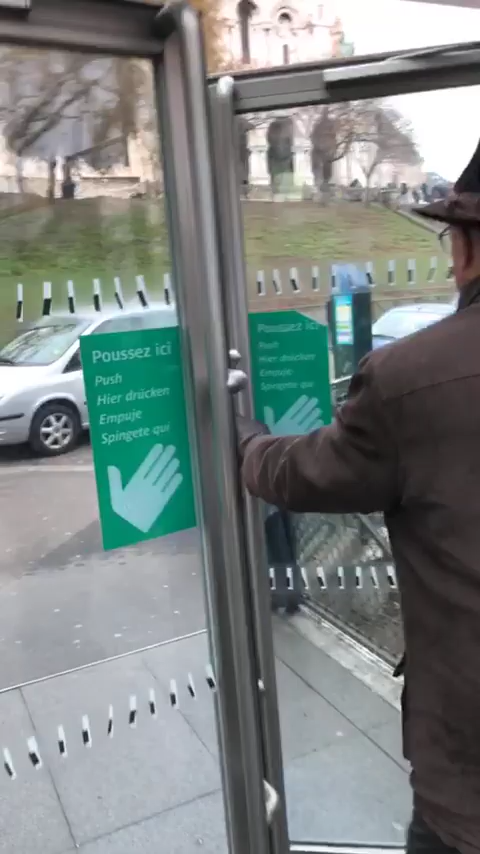 Poussez ici
Push
Hier drücken
Empuje
Spingete qui
Poussez ici
Push
Hier drücken
Empuje
Spingete qui